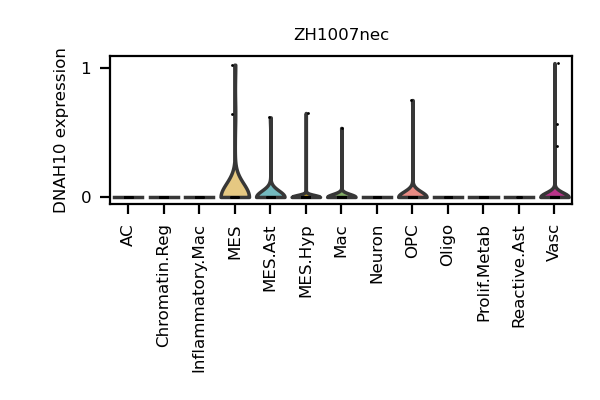 ZH1007nec
DNAH10 expression
1
0
AC
Chromatin.Reg
Inflammatory.Mac
MES
MES.Ast
MES.Hyp
Mac
Neuron
OPC
Oligo
Prolif.Metab
Reactive.Ast
Vasc